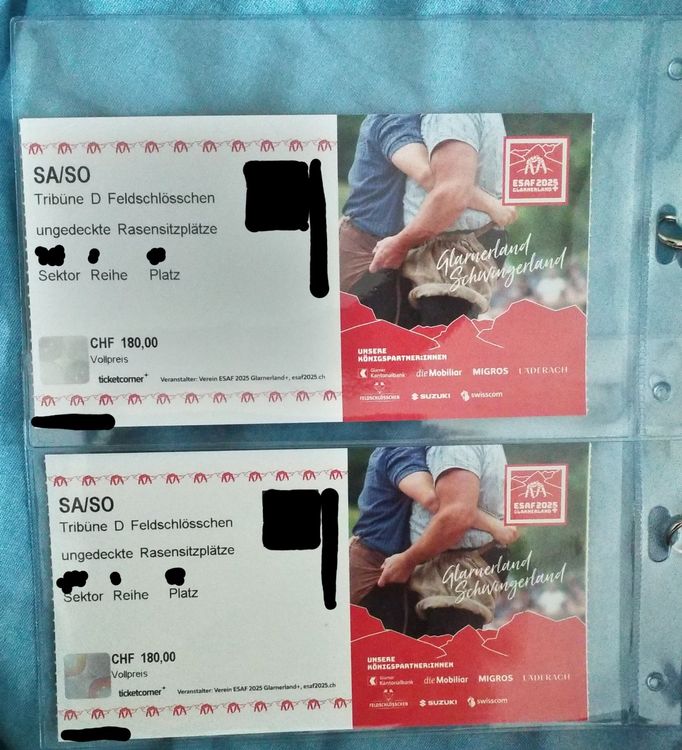 SA/SO
Tribüne D Feldschlösschen
ungedeckte Rasensitzplätze
Sektor Reihe Platz
CHF 180,00
Vollpreis
ticketcorner Veranstalter: Verein ESAF 2025 Glarnerland+, esaf2025.ch
ESAF 2025
GLARNERLAND+
Glarnerland
Schwingerland
UNSERE
KÖNIGSPARTNER:INNEN
Glarner
Kantonalbank
die Mobiliar
MIGROS
LÄDERACH
FELDSCHLÖSSCHEN
SUZUKI
swisscom
SA/SO
Tribüne D Feldschlösschen
ungedeckte Rasensitzplätze
Sektor Reihe Platz
CHF 180,00
Vollpreis
ticketcorner Veranstalter: Verein ESAF 2025 Glarnerland+, esaf2025.ch
ESAF 2025
GLARNERLAND+
Glarnerland
Schwingerland
UNSERE
KÖNIGSPARTNER:INNEN
Glarner
Kantonalbank
die Mobiliar
MIGROS
LÄDERACH
FELDSCHLÖSSCHEN
SUZUKI
swisscom